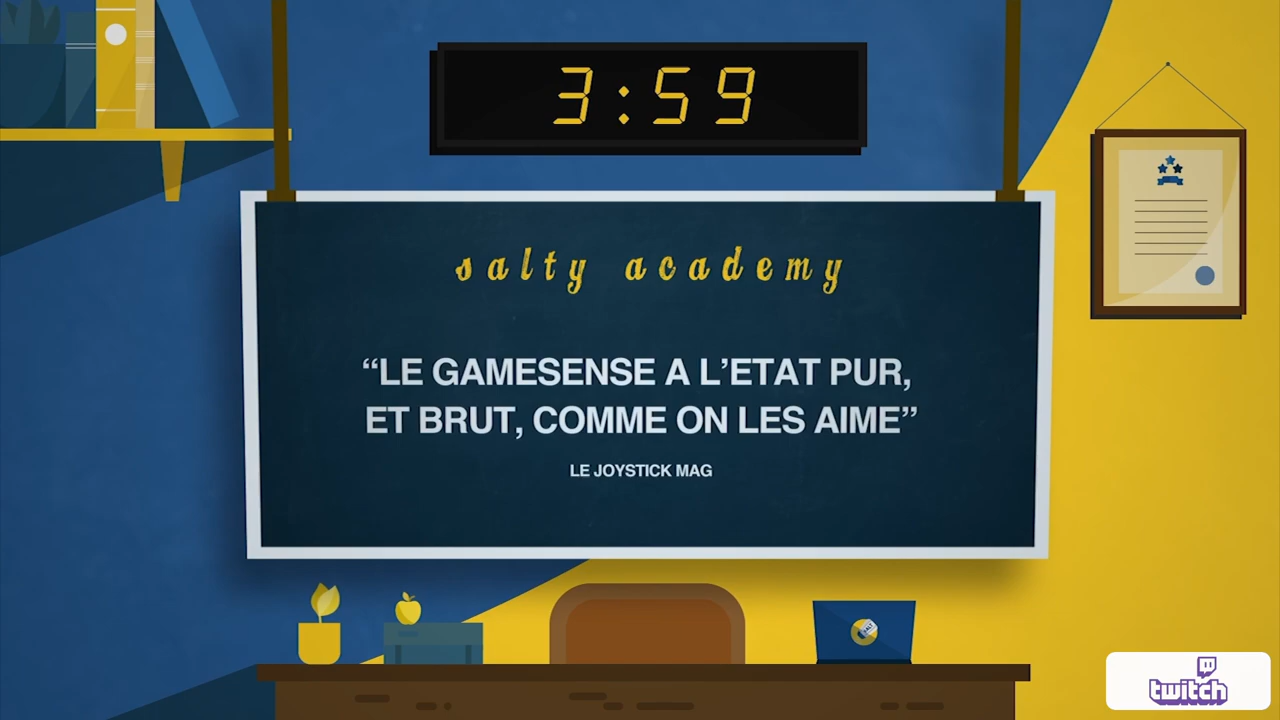 3:59
salty academy
“LE GAMESENSE A L’ETAT PUR,
ET BRUT, COMME ON LES AIME”
LE JOYSTICK MAG
twitch